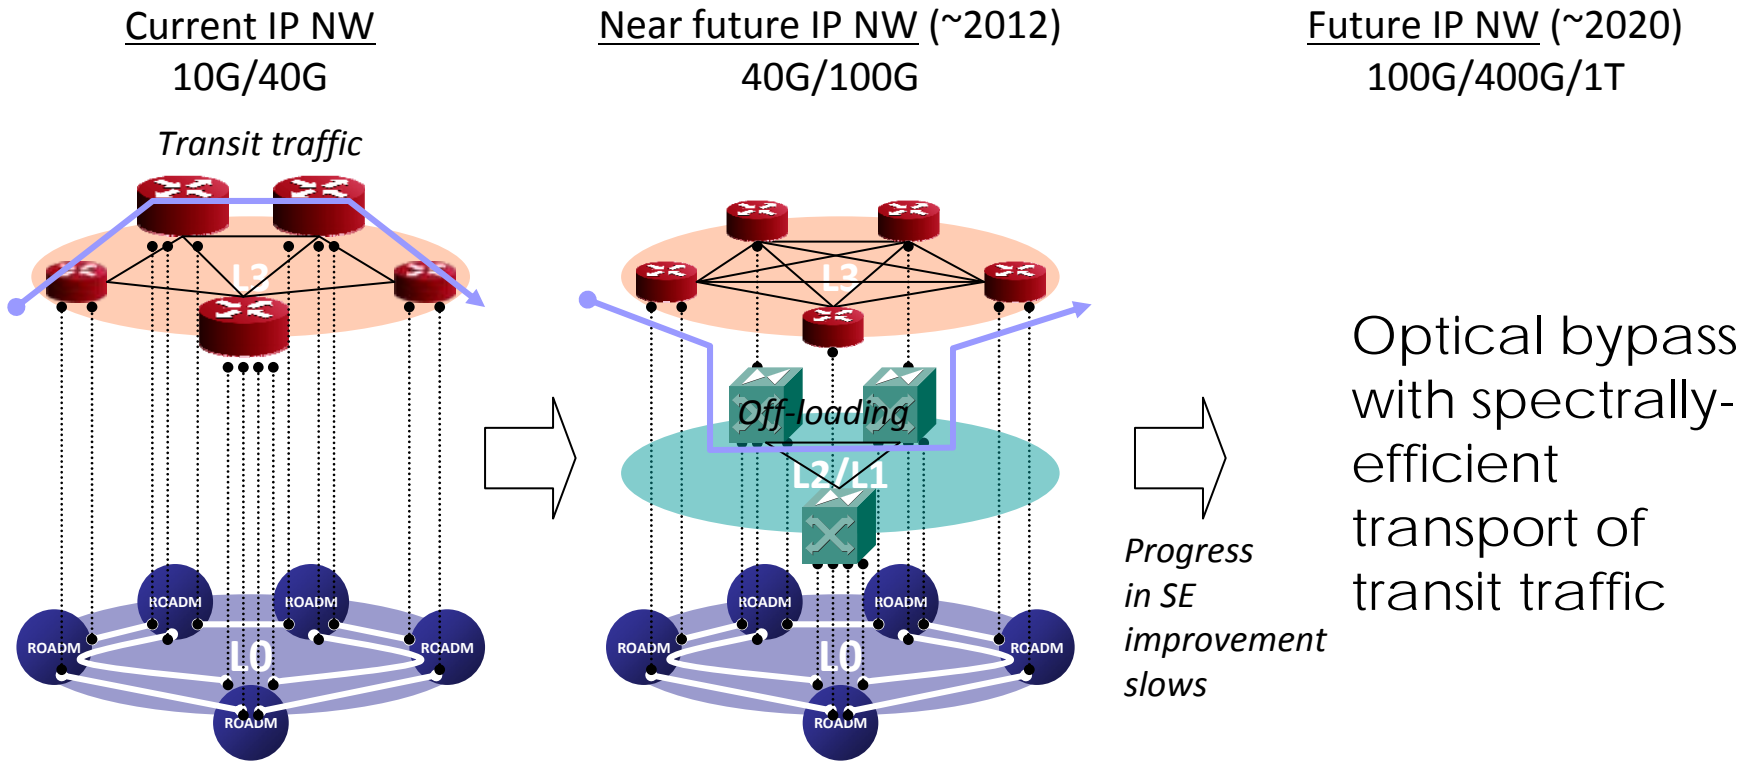 Current IP NW
10G/40G
Transit traffic
L3
ROADM
ROADM
ROADM
ROADM
L0
ROADM
Near future IP NW (~2012)
40G/100G
L3
Off-loading
L2/L1
ROADM
ROADM
ROADM
ROADM
L0
ROADM
Progress
in SE
improvement
slows
Future IP NW (~2020)
100G/400G/1T
Optical bypass
with spectrally-
efficient
transport of
transit traffic